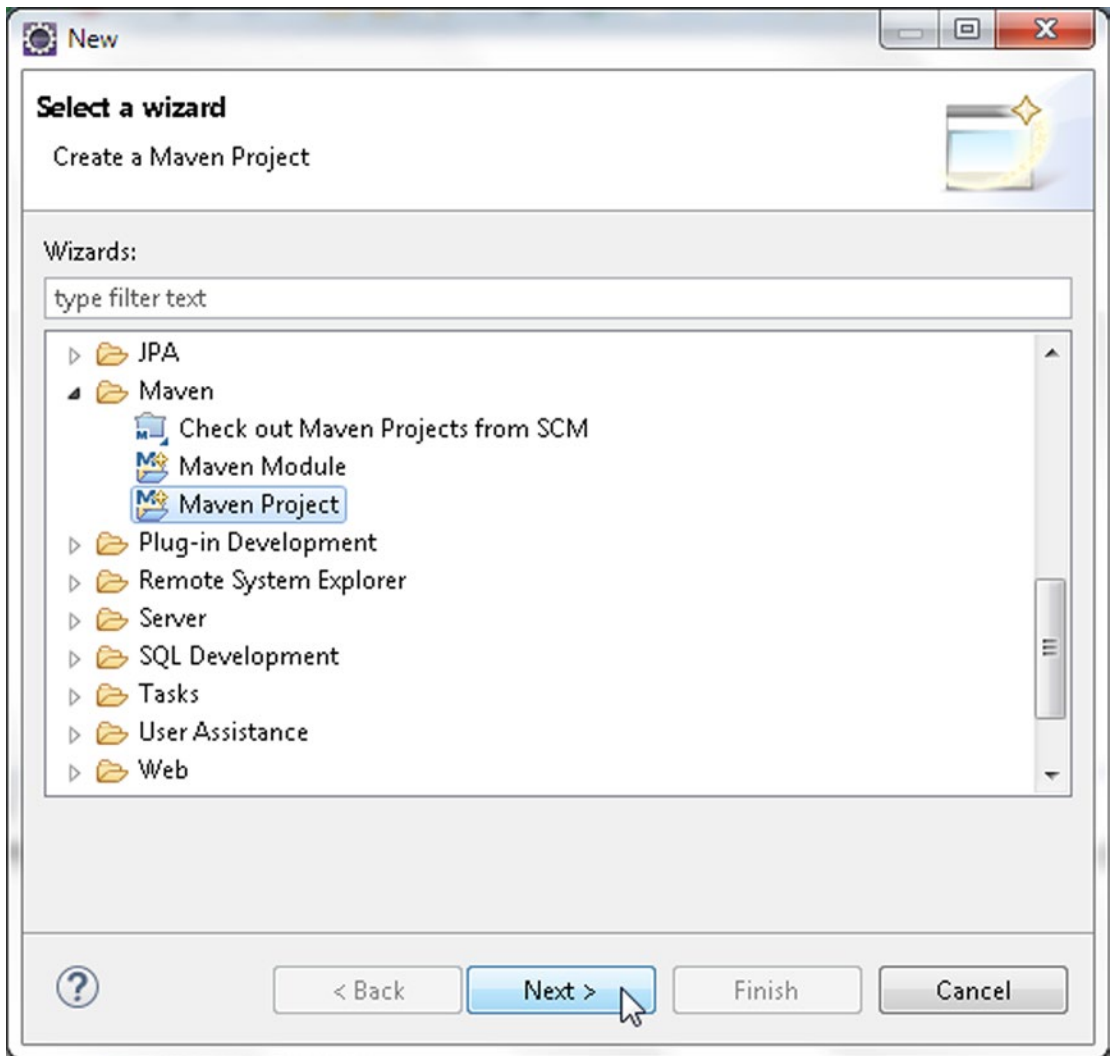 New
Select a wizard
Create a Maven Project
Wizards:
type filter text
JPA
Maven
Check out Maven Projects from SCM
Maven Module
Maven Project
Plug-in Development
Remote System Explorer
Server
SQL Development
Tasks
User Assistance
Web
? < Back Next > Finish Cancel